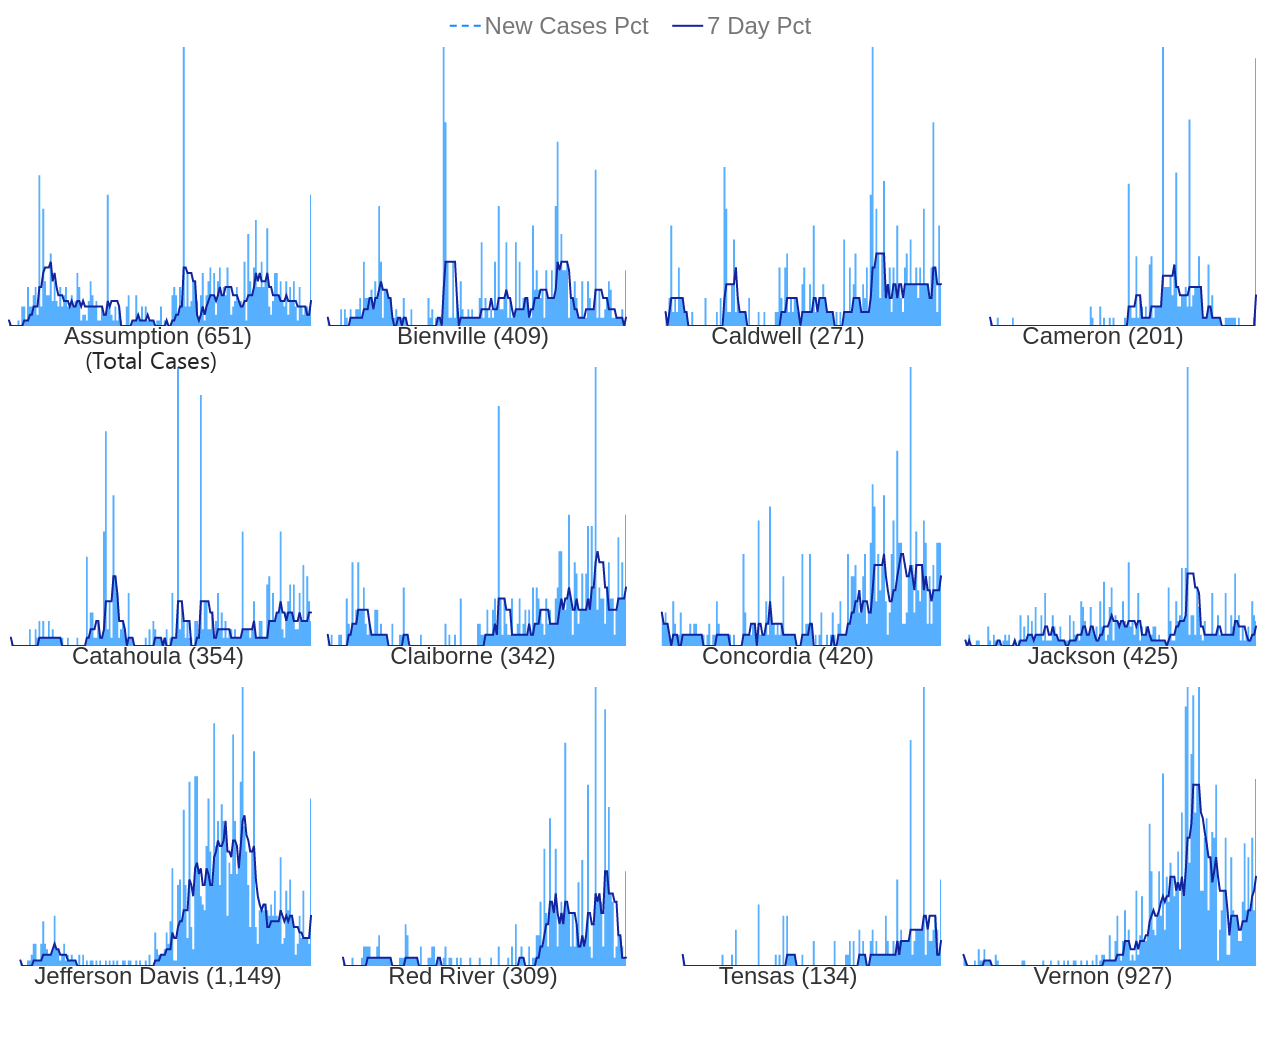 New Cases Pct 7 Day Pct
Assumption (651) Bienville (409) Caldwell (271) Cameron (201)
(Total Cases)
Catahoula (354) Claiborne (342) Concordia (420) Jackson (425)
Jefferson Davis (1,149) Red River (309) Tensas (134) Vernon (927)